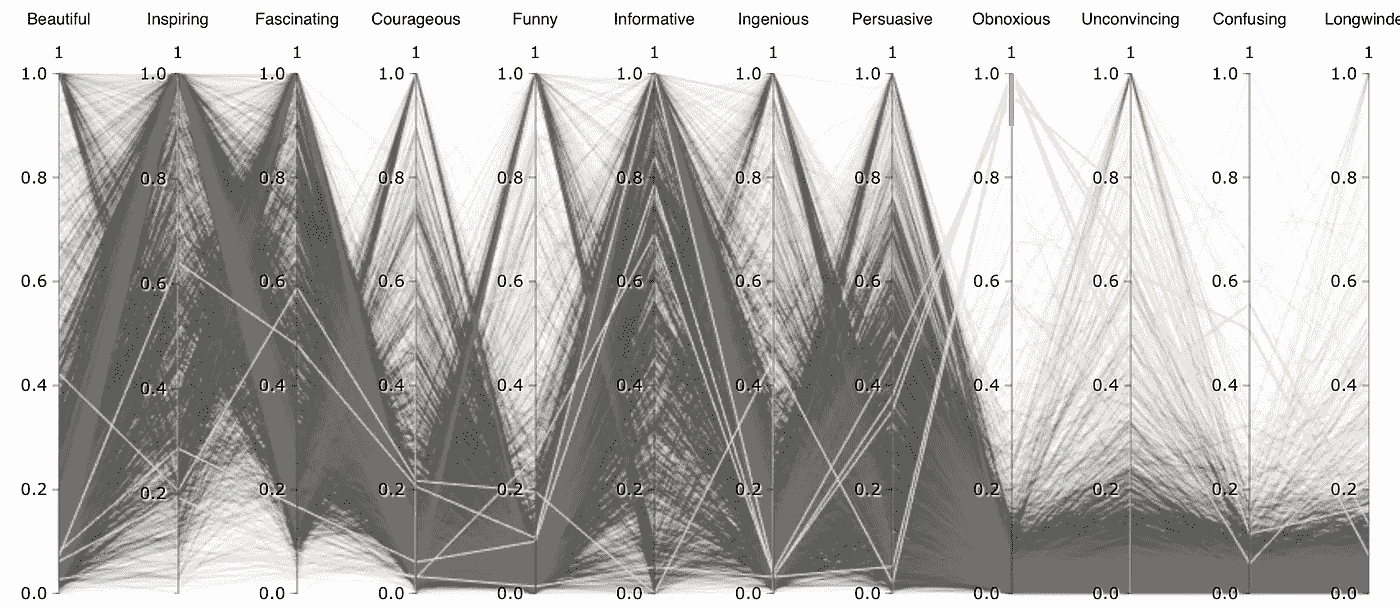 Beautiful Inspiring Fascinating Courageous Funny Informative Ingenious Persuasive Obnoxious Unconvincing Confusing Longwinde
1 1 1 1 1 1 1 1 1 1 1 1
1.0 1.0 1.0 1.0 1.0 1.0 1.0 1.0 1.0 1.0 1.0 1.0
0.8 0.8 0.8 0.8 0.8 0.8 0.8 0.8 0.8 0.8 0.8 0.8
0.6 0.6 0.6 0.6 0.6 0.6 0.6 0.6 0.6 0.6 0.6 0.6
0.4 0.4 0.4 0.4 0.4 0.4 0.4 0.4 0.4 0.4 0.4 0.4
0.2 0.2 0.2 0.2 0.2 0.2 0.2 0.2 0.2 0.2 0.2 0.2
0.0 0.0 0.0 0.0 0.0 0.0 0.0 0.0 0.0 0.0 0.0